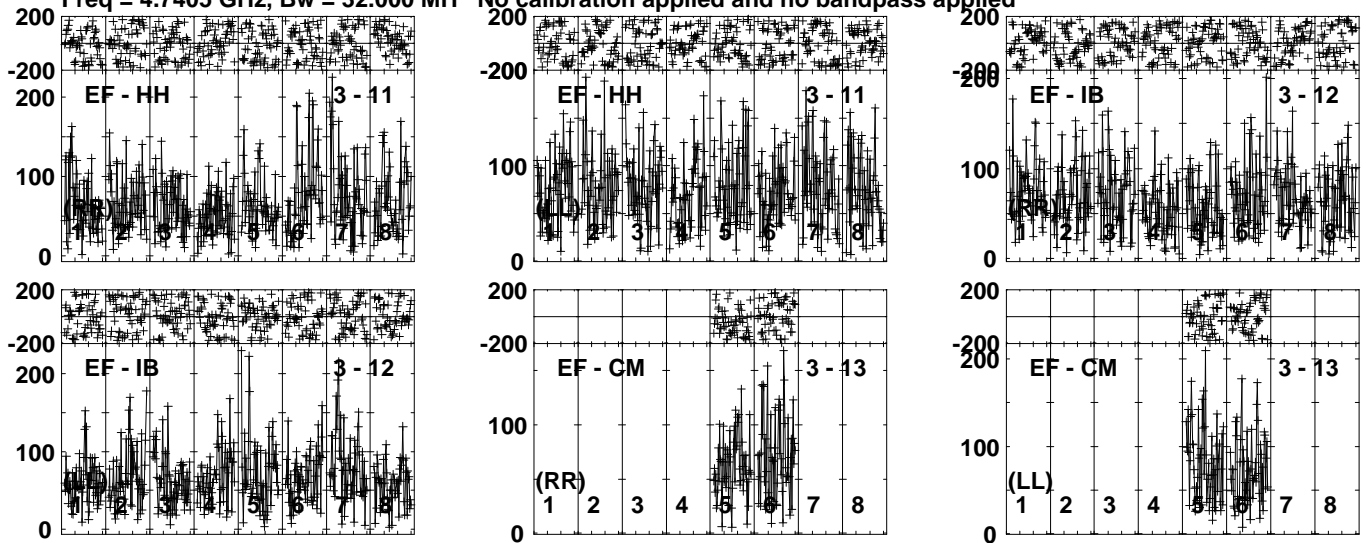 Freq = 4.7405 GHz, Bw = 32.000 MH No calibration applied and no bandpass applied
200 200 200
-200 -200 -200
EF - HH 3 - 11 EF - HH 3 - 11 EF - IB 3 - 12
200 200 200
100 100 100
(RR) (LL) (RR)
1 2 3 4 5 6 7 8 1 2 3 4 5 6 7 8 1 2 3 4 5 6 7 8
0 0 0
200 200 200
-200 -200 -200
EF - IB 3 - 12 EF - CM 3 - 13 EF - CM 3 - 13
200 200
100 100 100
(LL) (RR) (LL)
1 2 3 4 5 6 7 8 1 2 3 4 5 6 7 8 1 2 3 4 5 6 7 8
0 0 0